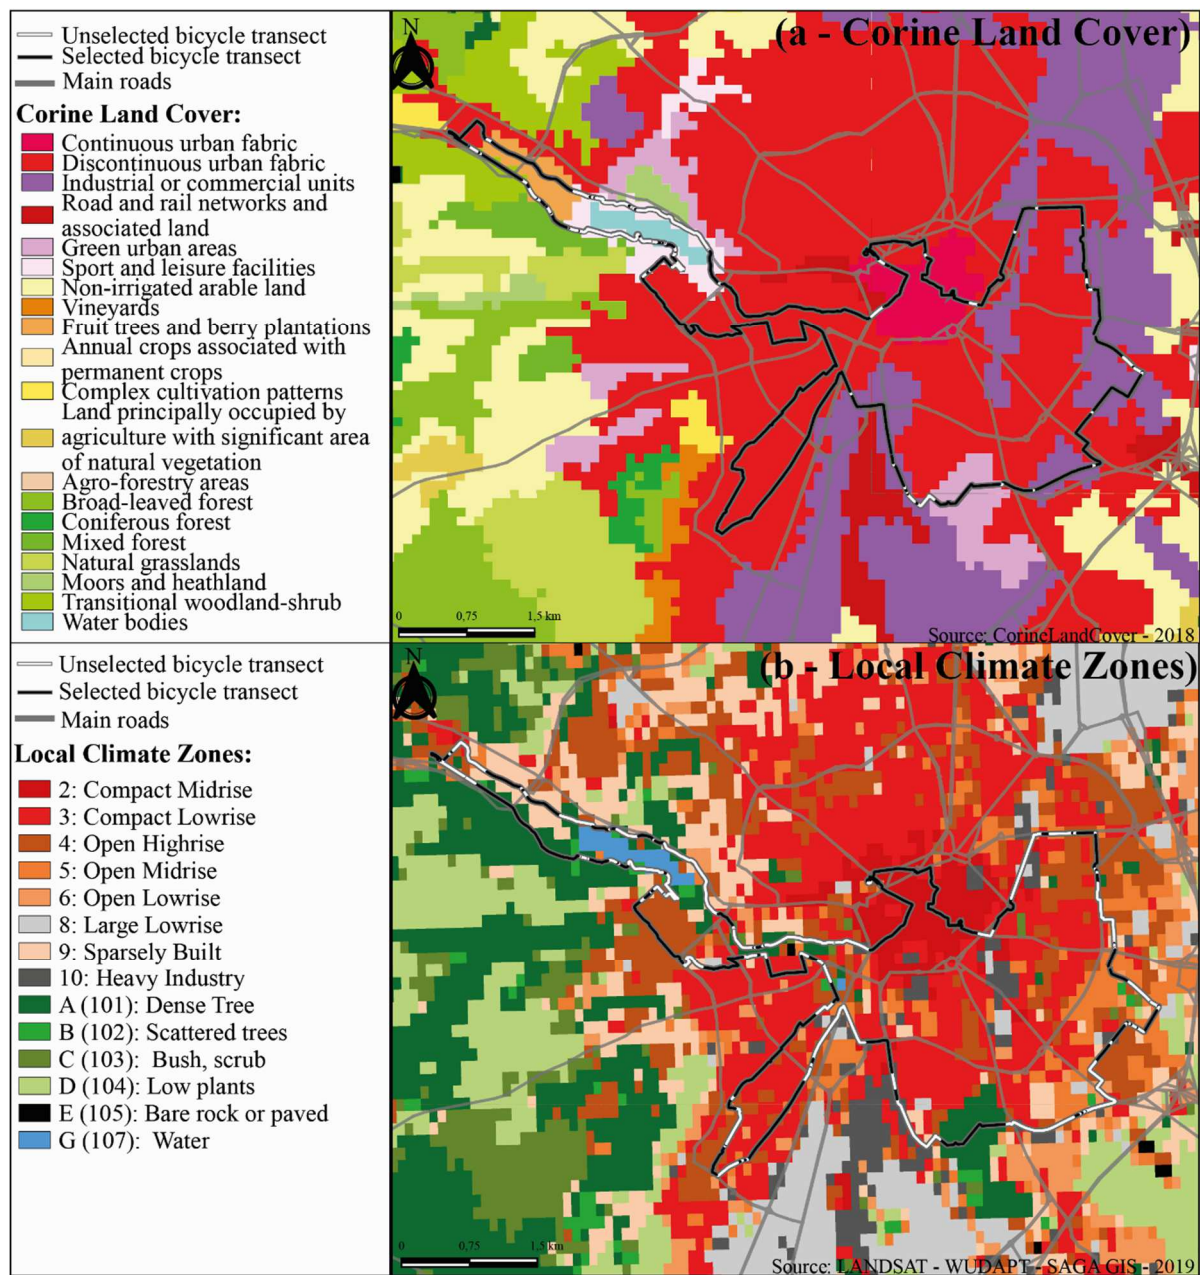 Unselected bicycle transect
Selected bicycle transect
Main roads
Corine Land Cover:
Continuous urban fabric
Discontinuous urban fabric
Industrial or commercial units
Road and rail networks and
associated land
Green urban areas
Sport and leisure facilities
Non-irrigated arable land
Vineyards
Fruit trees and berry plantations
Annual crops associated with
permanent crops
Complex cultivation patterns
Land principally occupied by
agriculture with significant area
of natural vegetation
Agro-forestry areas
Broad-leaved forest
Coniferous forest
Mixed forest
Natural grasslands
Moors and heathland
Transitional woodland-shrub
Water bodies
N
(a - Corine Land Cover)
0 0,75 1,5 km
Source: CorineLandCover - 2018
Unselected bicycle transect
Selected bicycle transect
Main roads
Local Climate Zones:
2: Compact Midrise
3: Compact Lowrise
4: Open Highrise
5: Open Midrise
6: Open Lowrise
8: Large Lowrise
9: Sparsely Built
10: Heavy Industry
A (101): Dense Tree
B (102): Scattered trees
C (103): Bush, scrub
D (104): Low plants
E (105): Bare rock or paved
G (107): Water
N
(b - Local Climate Zones)
0 0,75 1,5 km
Source: LANDSAT - WUDAPT - SAGA GIS - 2019